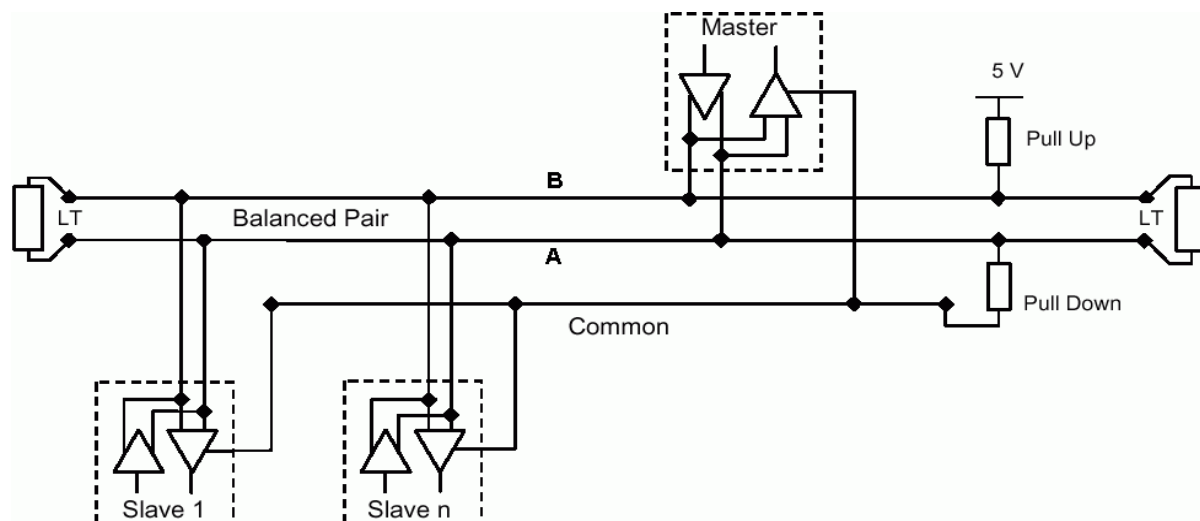 Master
5 V
Pull Up
B
LT
Balanced Pair
LT
A
Pull Down
Common
Slave 1
Slave n